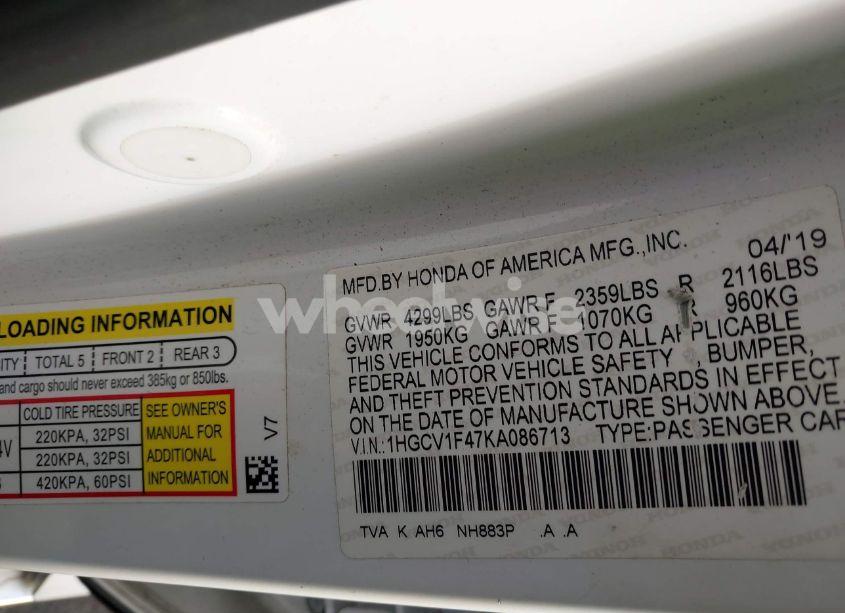 wheelwise
MFD.BY HONDA OF AMERICA MFG.,INC. 04/'19
GVWR 4299LBS GAWR F 2359LBS R 2116LBS
GVWR 1950KG GAWR F 1070KG R 960KG
THIS VEHICLE CONFORMS TO ALL APPLICABLE
FEDERAL MOTOR VEHICLE SAFETY, BUMPER,
AND THEFT PREVENTION STANDARDS IN EFFECT
ON THE DATE OF MANUFACTURE SHOWN ABOVE.
V.I.N.:1HGCV1F47KA086713 TYPE:PASSENGER CAR
TVA K AH6 NH883P .A .A
LOADING INFORMATION
ITY TOTAL 5 FRONT 2 REAR 3
and cargo should never exceed 385kg or 850lbs.
COLD TIRE PRESSURE
4V 220KPA, 32PSI
220KPA, 32PSI
420KPA, 60PSI
SEE OWNER'S
MANUAL FOR
ADDITIONAL
INFORMATION
V7